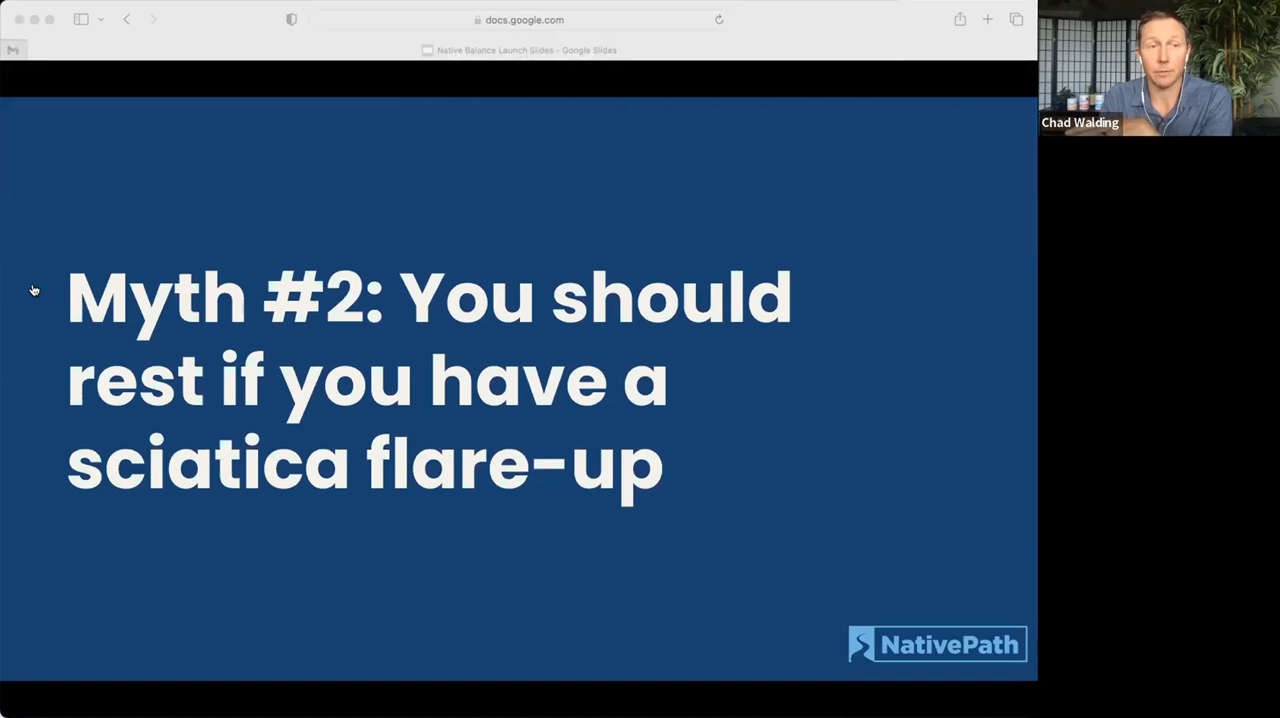 docs.google.com
Native Balance Launch Slides - Google Slides
Chad Walding
Myth #2: You should
rest if you have a
sciatica flare-up
NativePath